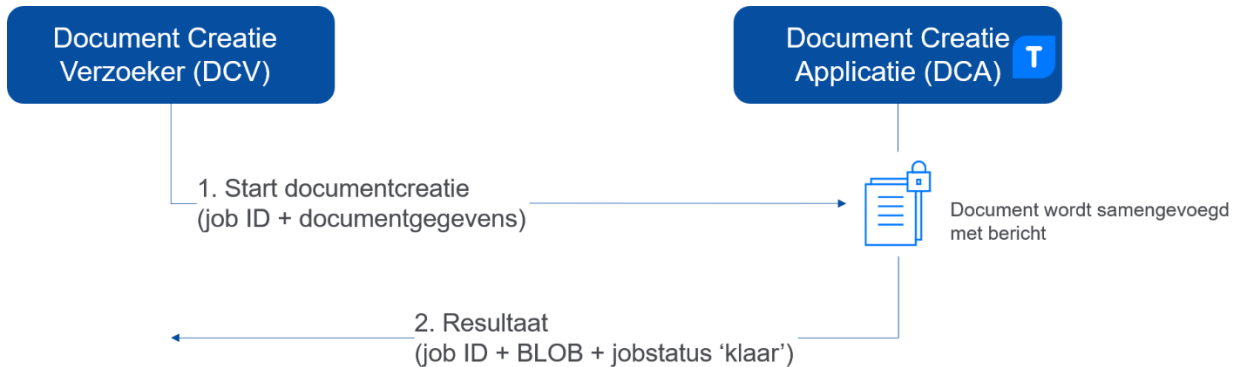 Document Creatie
Verzoeker (DCV)
Document Creatie
Applicatie (DCA)
T
1. Start documentcreatie
(job ID + documentgegevens)
Document wordt samengevoegd
met bericht
2. Resultaat
(job ID + BLOB + jobstatus ‘klaar’)